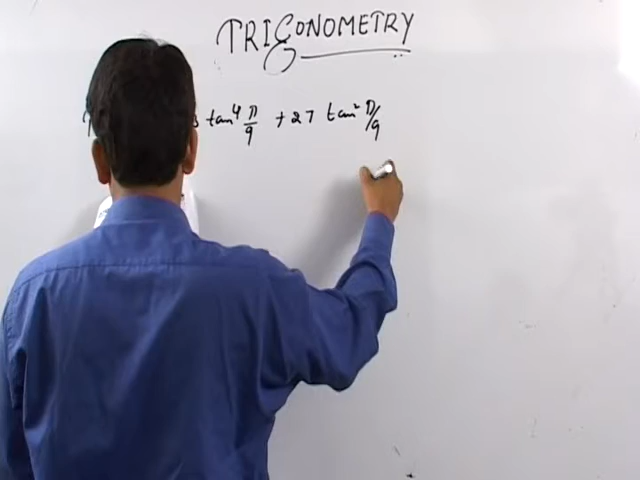 TRIGONOMETRY
tan⁴ π/9 + 27 tan² π/9